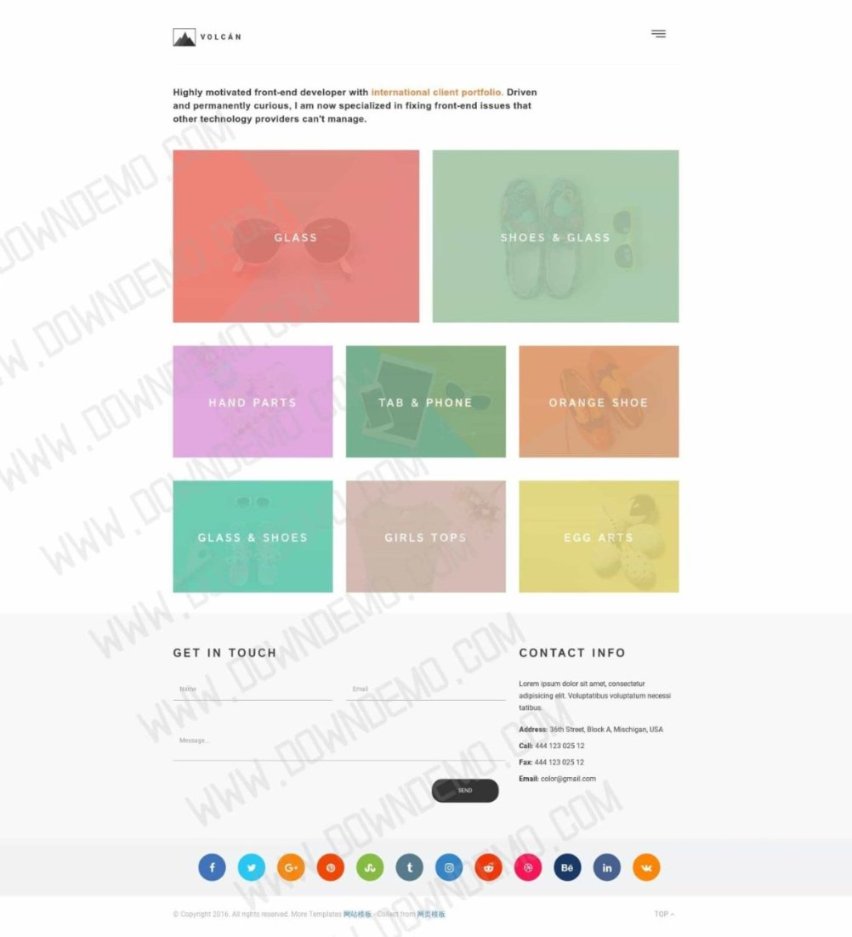 VOLCÁN
Highly motivated front-end developer with international client portfolio. Driven
and permanently curious, I am now specialized in fixing front-end issues that
other technology providers can't manage.
GLASS
SHOES & GLASS
HAND PARTS
TAB & PHONE
ORANGE SHOE
GLASS & SHOES
GIRLS TOPS
EGG ARTS
GET IN TOUCH
Name
Email
Message...
SEND
CONTACT INFO
Lorem ipsum dolor sit amet, consectetur
adipisicing elit. Voluptatibus voluptatum necessi
tatibus.
Address: 36th Street, Block A, Mischigan, USA
Call: 444 123 025 12
Fax: 444 123 025 12
Email: color@gmail.com
© Copyright 2016. All rights reserved. More Templates 网站模板 - Collect from 网页模板
TOP
WWW.DOWNDEMO.COM